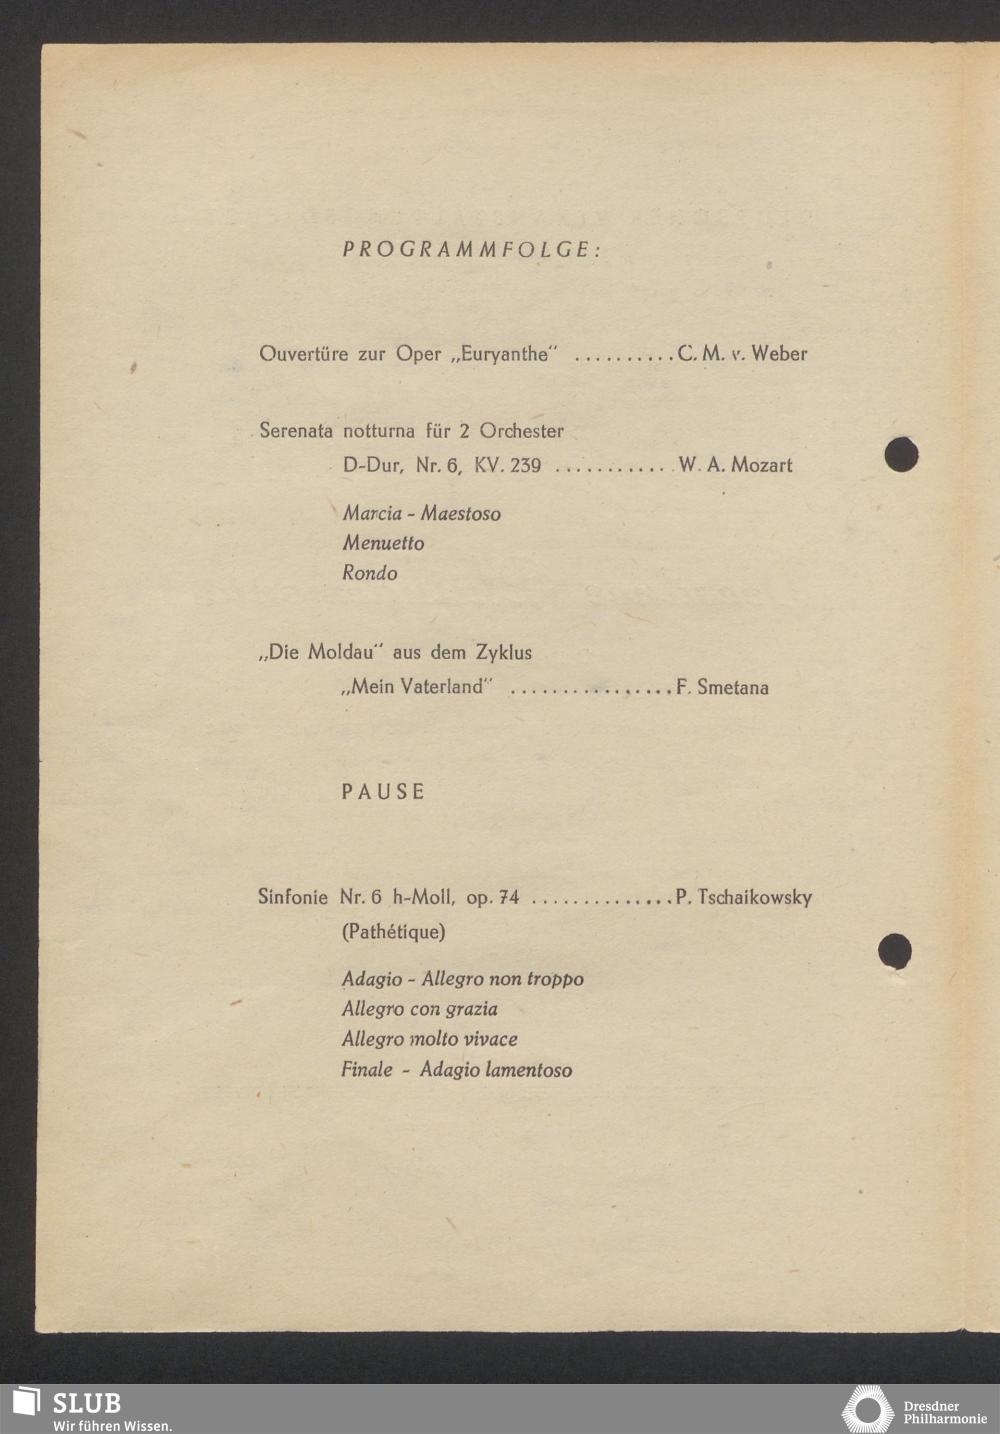 PROGRAMMFOLGE:
Ouvertüre zur Oper „Euryanthe" .......... C. M. v. Weber
Serenata notturna für 2 Orchester
D-Dur, Nr. 6, KV. 239 ........... W. A. Mozart
Marcia - Maestoso
Menuetto
Rondo
„Die Moldau" aus dem Zyklus
„Mein Vaterland" ................ F. Smetana
PAUSE
Sinfonie Nr. 6 h-Moll, op. 74 .............. P. Tschaikowsky
(Pathétique)
Adagio - Allegro non troppo
Allegro con grazia
Allegro molto vivace
Finale - Adagio lamentoso
SLUB
Wir führen Wissen.
Dresdner
Philharmonie